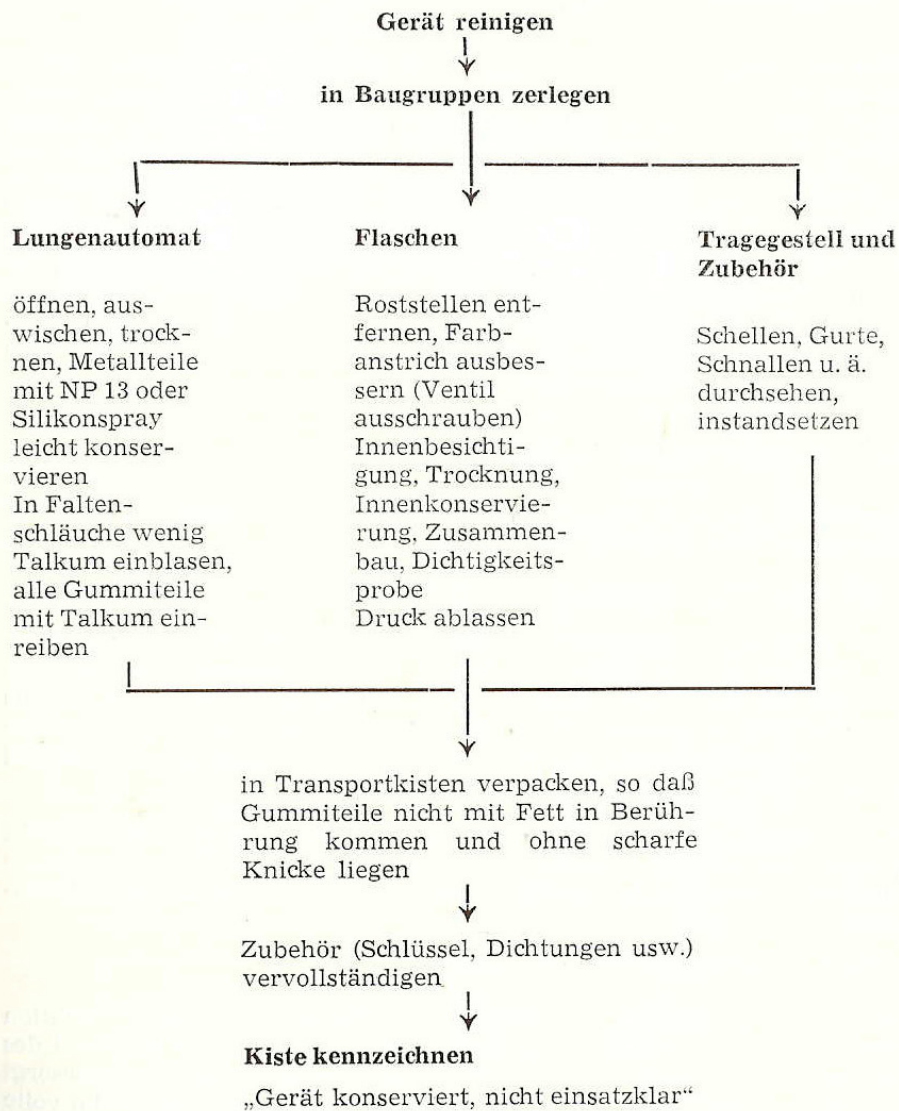 Gerät reinigen
in Baugruppen zerlegen
Lungenautomat
öffnen, aus-
wischen, trock-
nen, Metallteile
mit NP 13 oder
Silikonspray
leicht konser-
vieren
In Falten-
schläuche wenig
Talkum einblasen,
alle Gummiteile
mit Talkum ein-
reiben
Flaschen
Roststellen ent-
fernen, Farb-
anstrich ausbes-
sern (Ventil
ausschrauben)
Innenbesichti-
gung, Trocknung,
Innenkonservie-
rung, Zusammen-
bau, Dichtigkeits-
probe
Druck ablassen
Tragegestell und
Zubehör
Schellen, Gurte,
Schnallen u. ä.
durchsehen,
instandsetzen
in Transportkisten verpacken, so daß
Gummiteile nicht mit Fett in Berüh-
rung kommen und ohne scharfe
Knicke liegen
Zubehör (Schlüssel, Dichtungen usw.)
vervollständigen
Kiste kennzeichnen
„Gerät konserviert, nicht einsatzklar“